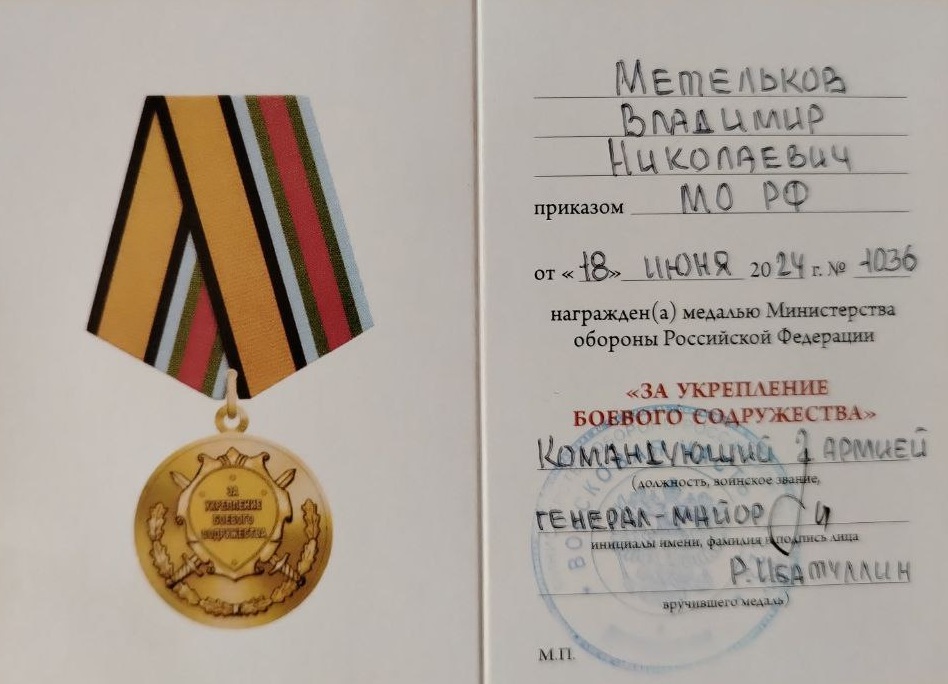 ЗА
УКРЕПЛЕНИЕ
БОЕВОГО
СОДРУЖЕСТВА
Метельков
Владимир
Николаевич
приказом МО РФ
от «18» июня 2024 г. № 1036
награжден(а) медалью Министерства
обороны Российской Федерации
«ЗА УКРЕПЛЕНИЕ
БОЕВОГО СОДРУЖЕСТВА»
Командующий 2 армией
(должность, воинское звание,
генерал-майор
инициалы имени, фамилия и подпись лица
Р. Ибатуллин
вручившего медаль)
М.П.